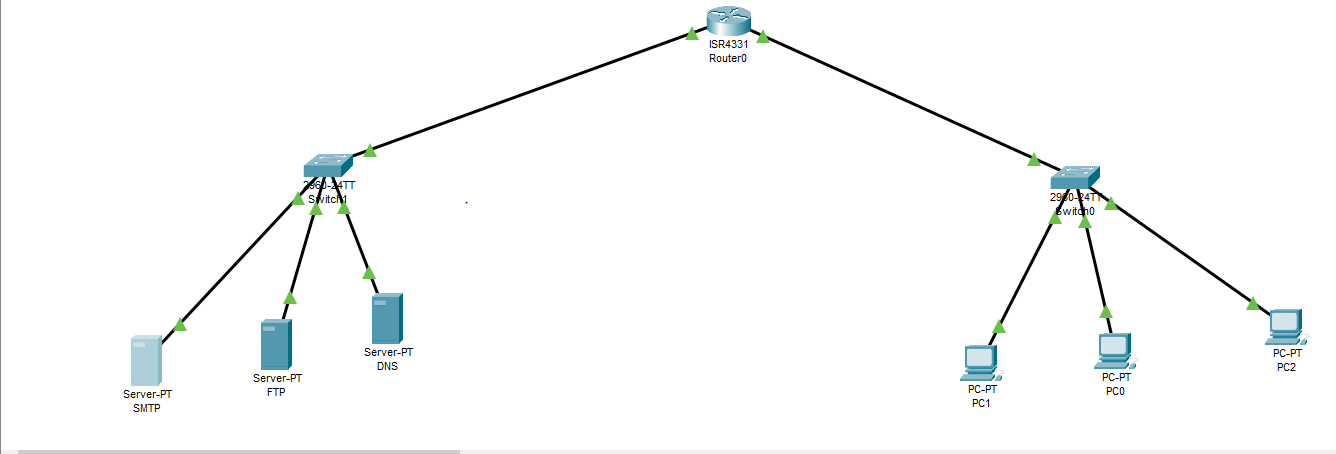 ISR4331
Router0
2960-24TT
Switch1
2960-24TT
Switch0
Server-PT
SMTP
Server-PT
FTP
Server-PT
DNS
PC-PT
PC1
PC-PT
PC0
PC-PT
PC2